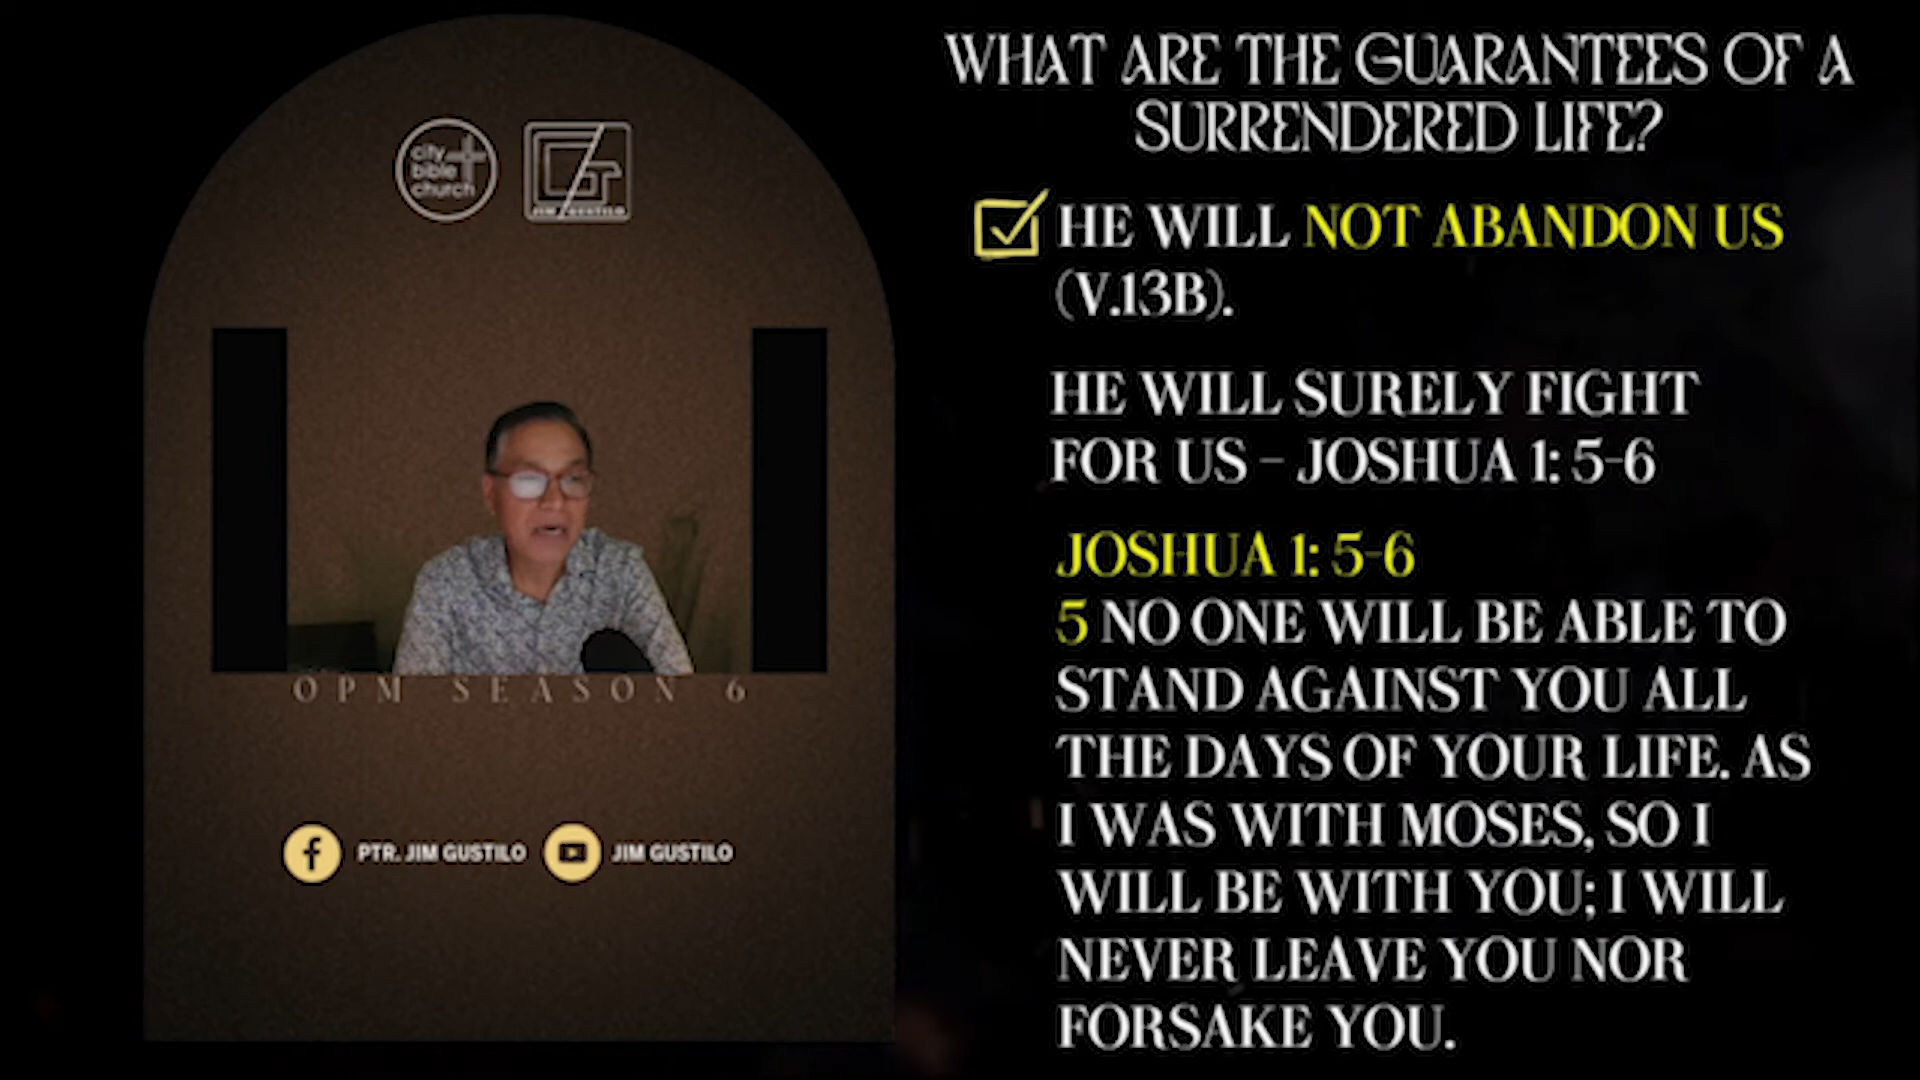 city
bible
church
JIM GUSTILO
OPM SEASON 6
PTR. JIM GUSTILO
JIM GUSTILO
WHAT ARE THE GUARANTEES OF A
SURRENDERED LIFE?
HE WILL NOT ABANDON US
(V.13B).
HE WILL SURELY FIGHT
FOR US - JOSHUA 1: 5-6
JOSHUA 1: 5-6
5 NO ONE WILL BE ABLE TO
STAND AGAINST YOU ALL
THE DAYS OF YOUR LIFE. AS
I WAS WITH MOSES, SO I
WILL BE WITH YOU; I WILL
NEVER LEAVE YOU NOR
FORSAKE YOU.